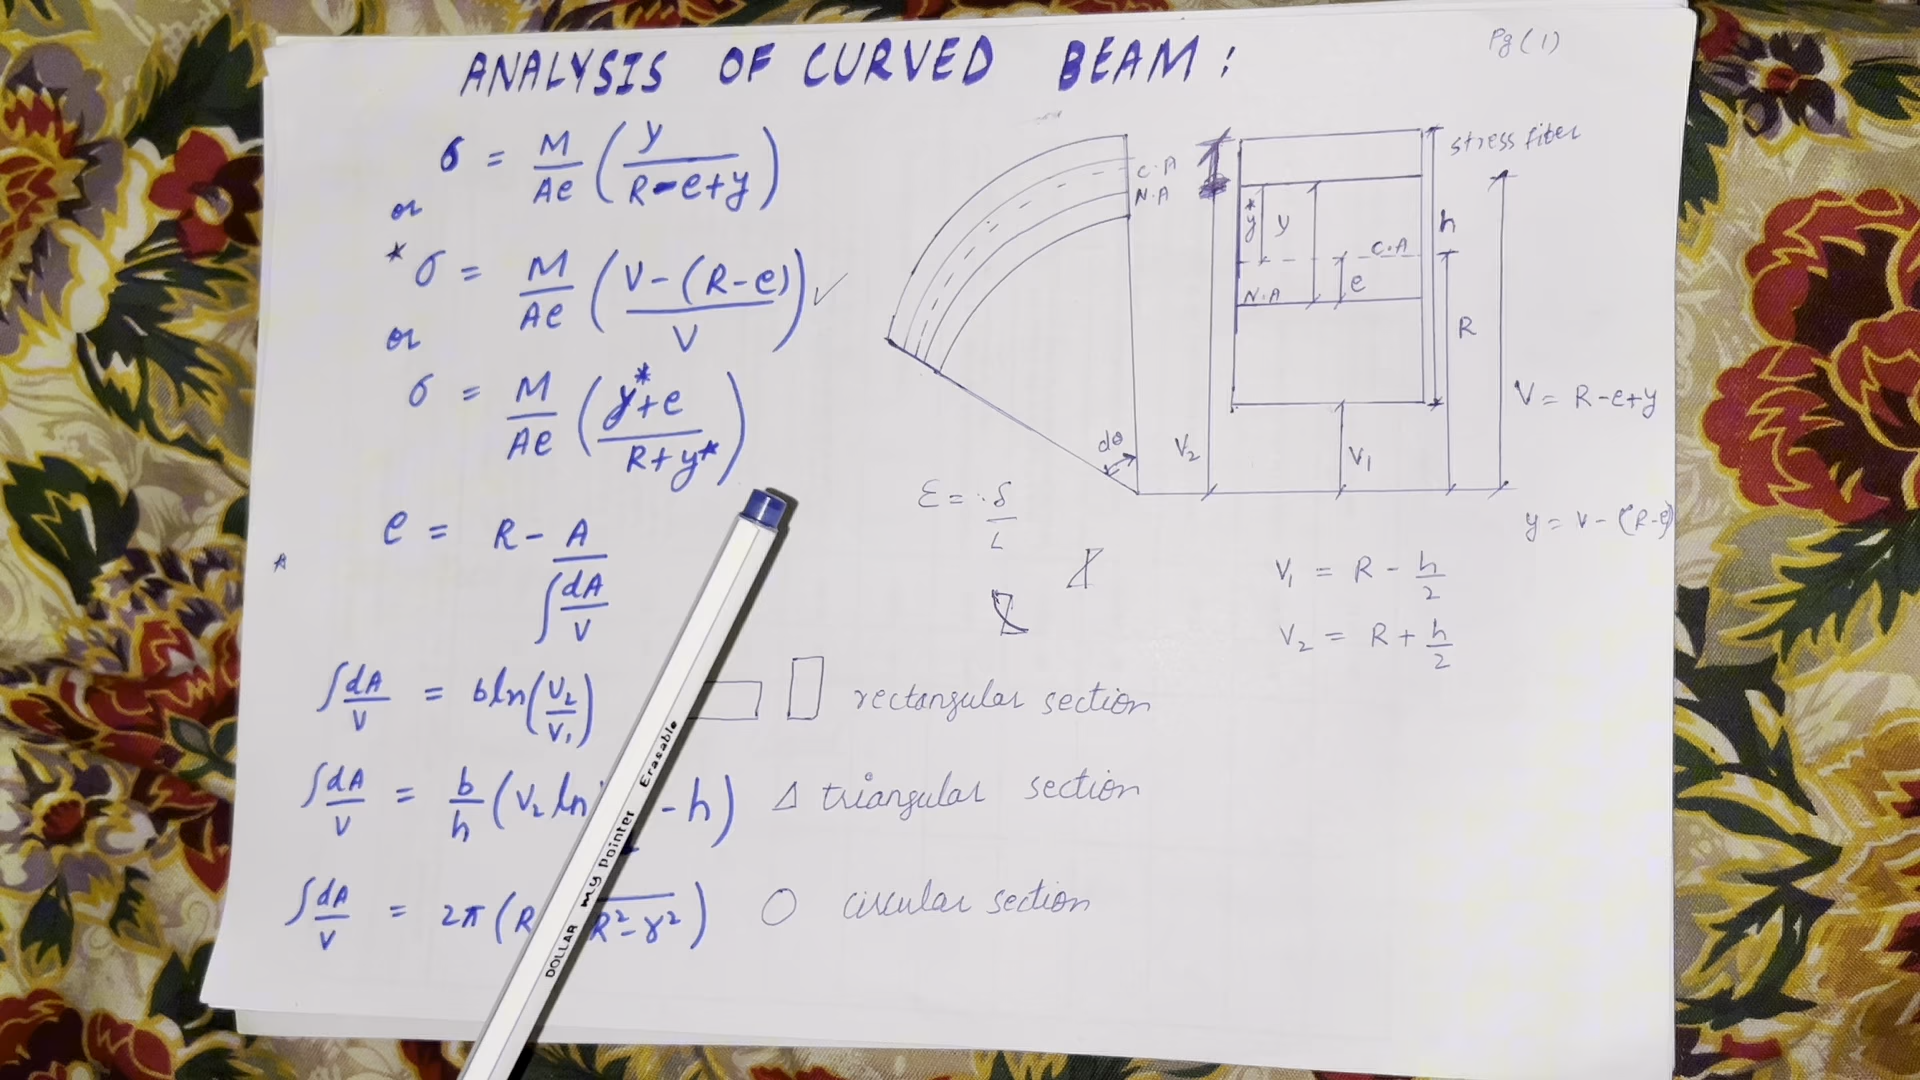 Pg(1)
ANALYSIS OF CURVED BEAM:
σ = M/Ae (y/(R-e+y))
or
* σ = M/Ae ((V-(R-e))/V) ✓
or
σ = M/Ae ((y*+e)/(R+y*))
e = R - A/∫dA/V
A
∫dA/V = b ln(V₂/V₁)
rectangular section
∫dA/V = b/h (V₂ ln - h)
Δ triangular section
∫dA/V = 2π (R R²-r²)
circular section
C.A
N.A
dθ
stress fiber
y*
y
C.A
e
N.A
h
R
V₂
V₁
V = R-e+y
y = V-(R-e)
ε = δ/L
V₁ = R - h/2
V₂ = R + h/2
DOLLAR my pointer Erasable